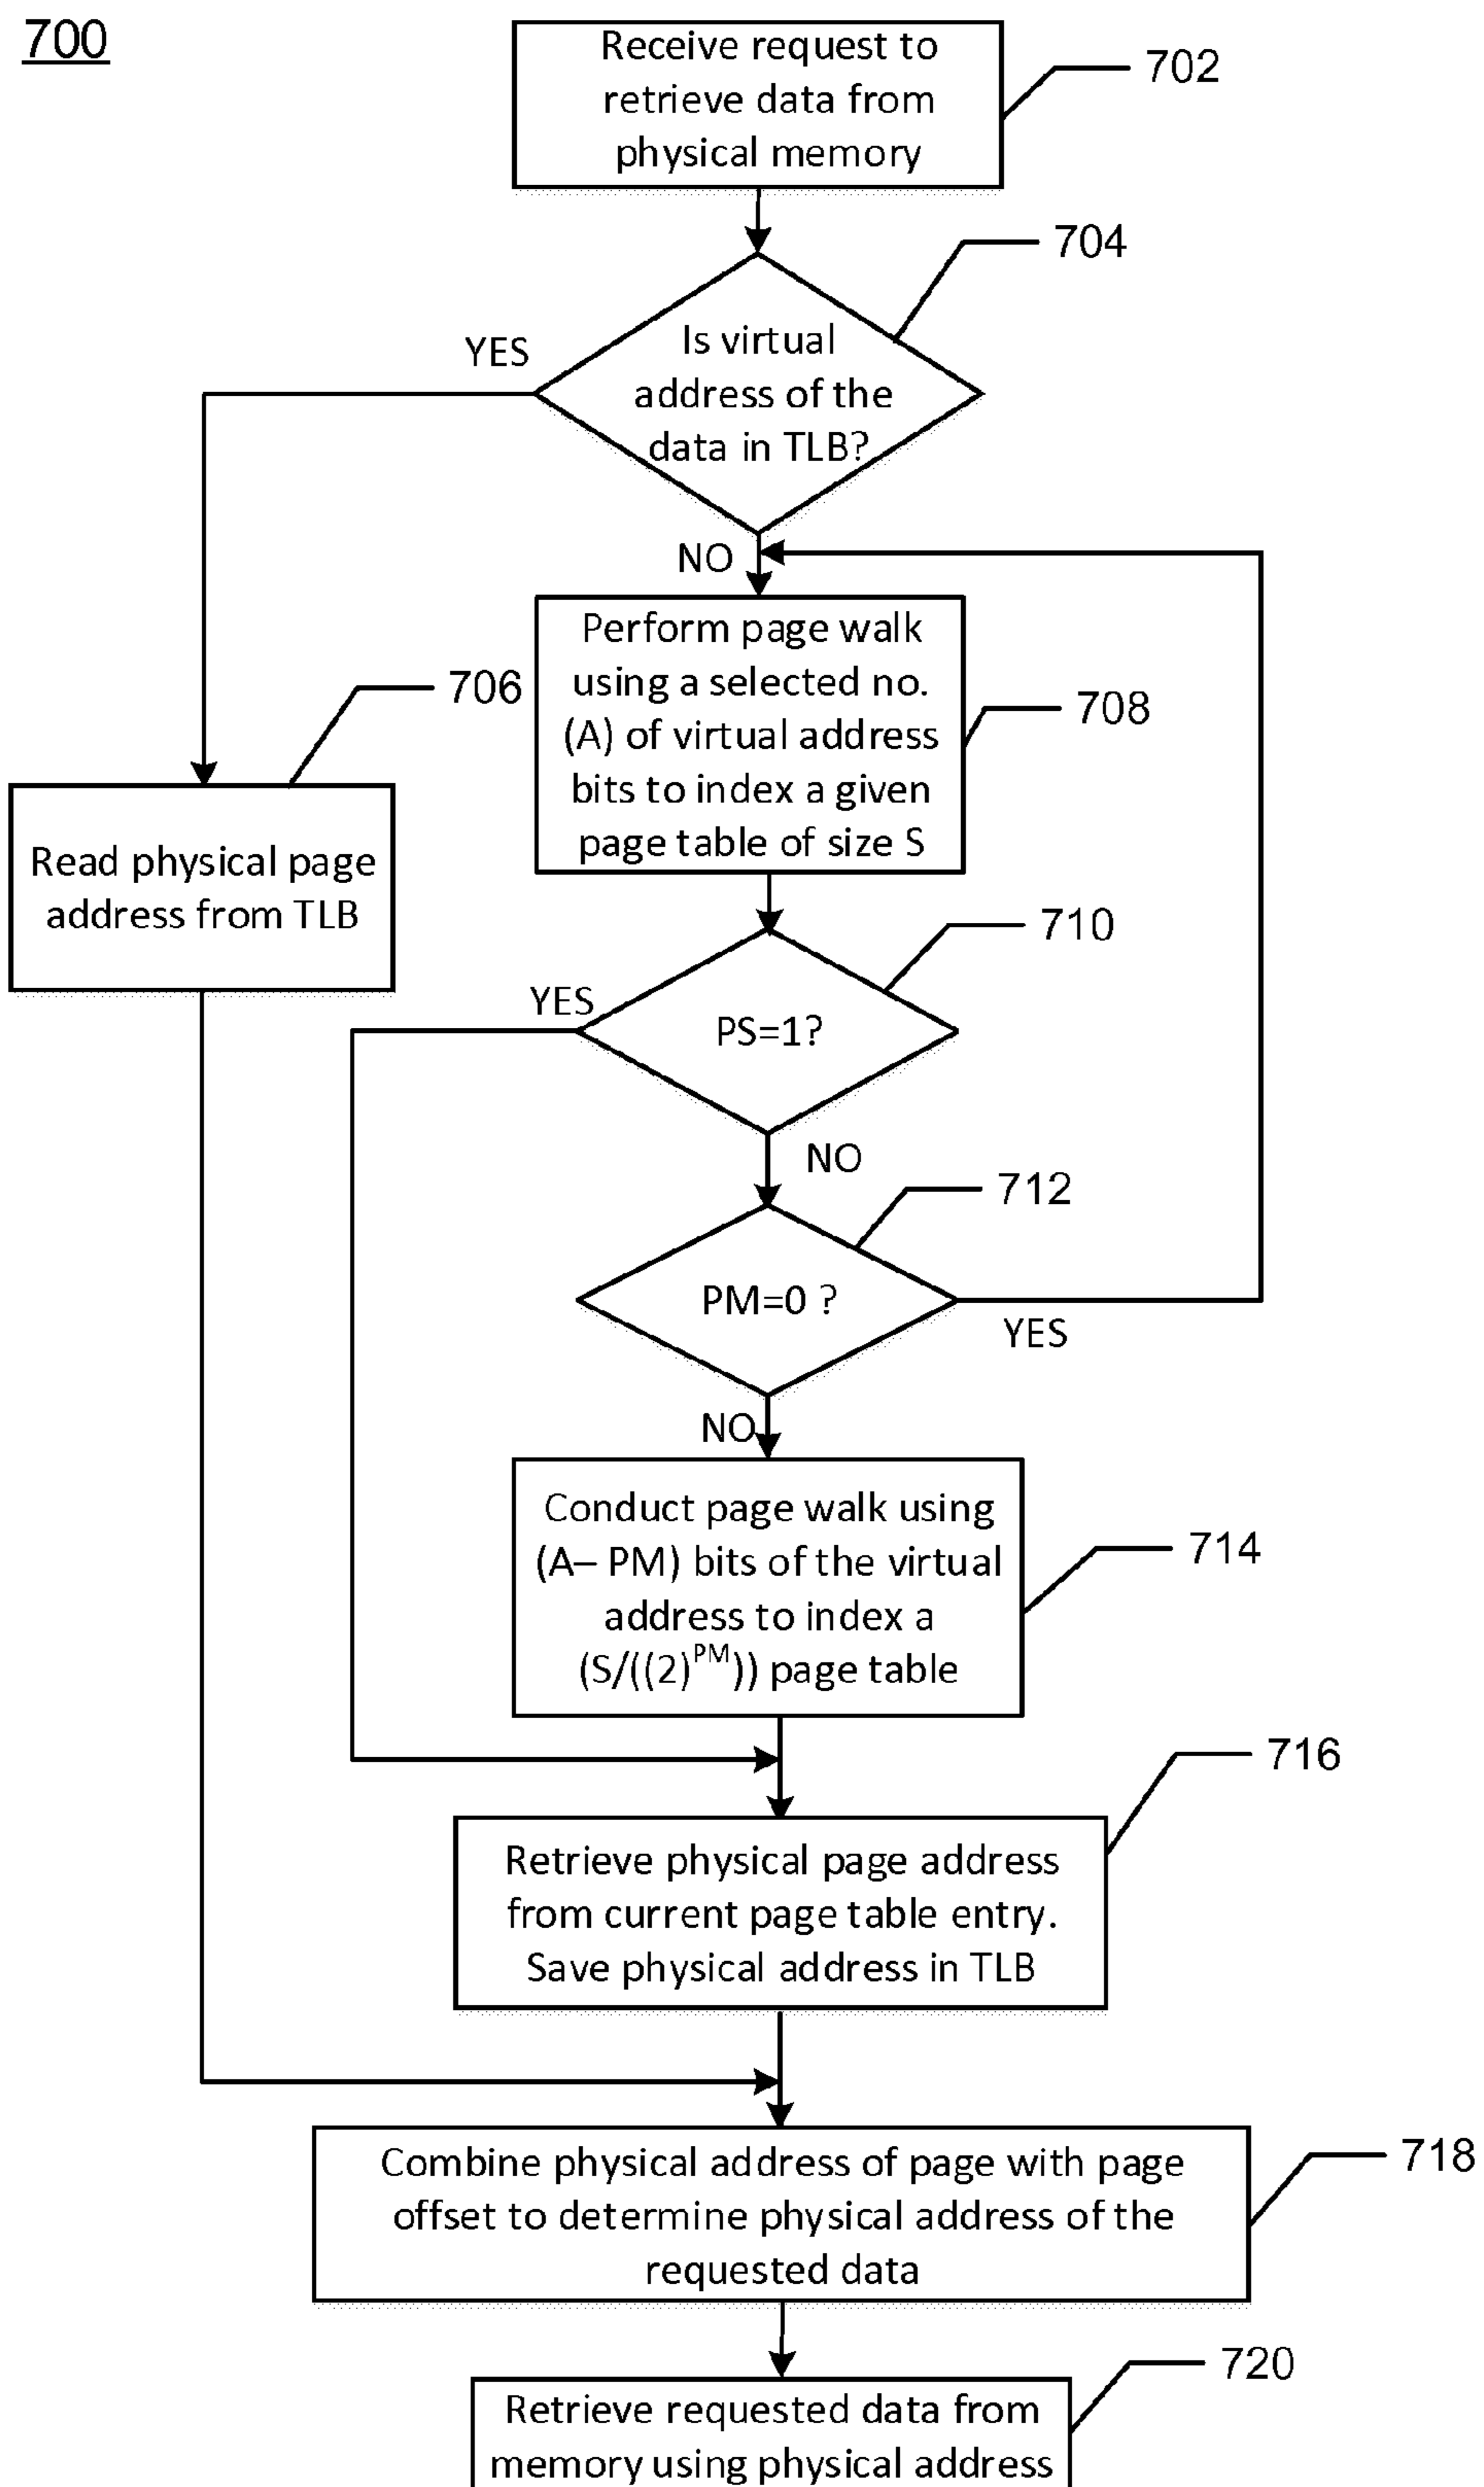 700
Receive request to
retrieve data from
physical memory
702
704
Is virtual
address of the
data in TLB?
YES
NO
Perform page walk
using a selected no.
(A) of virtual address
bits to index a given
page table of size S
706
708
Read physical page
address from TLB
710
PS=1?
YES
NO
712
PM=0 ?
YES
NO
Conduct page walk using
(A– PM) bits of the virtual
address to index a
(S/((2)^PM)) page table
714
716
Retrieve physical page address
from current page table entry.
Save physical address in TLB
Combine physical address of page with page
offset to determine physical address of the
requested data
718
720
Retrieve requested data from
memory using physical address